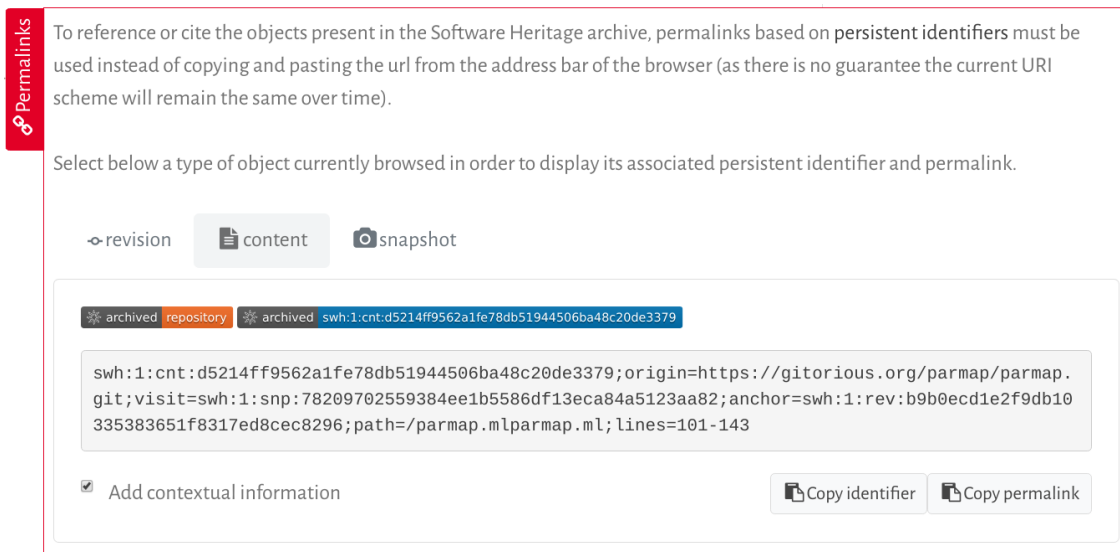 Permalinks
To reference or cite the objects present in the Software Heritage archive, permalinks based on persistent identifiers must be
used instead of copying and pasting the url from the address bar of the browser (as there is no guarantee the current URI
scheme will remain the same over time).
Select below a type of object currently browsed in order to display its associated persistent identifier and permalink.
revision content snapshot
archived repository archived swh:1:cnt:d5214ff9562a1fe78db51944506ba48c20de3379
swh:1:cnt:d5214ff9562a1fe78db51944506ba48c20de3379;origin=https://gitorious.org/parmap/parmap.
git;visit=swh:1:snp:78209702559384ee1b5586df13eca84a5123aa82;anchor=swh:1:rev:b9b0ecd1e2f9db10
335383651f8317ed8cec8296;path=/parmap.mlparmap.ml;lines=101-143
Add contextual information Copy identifier Copy permalink